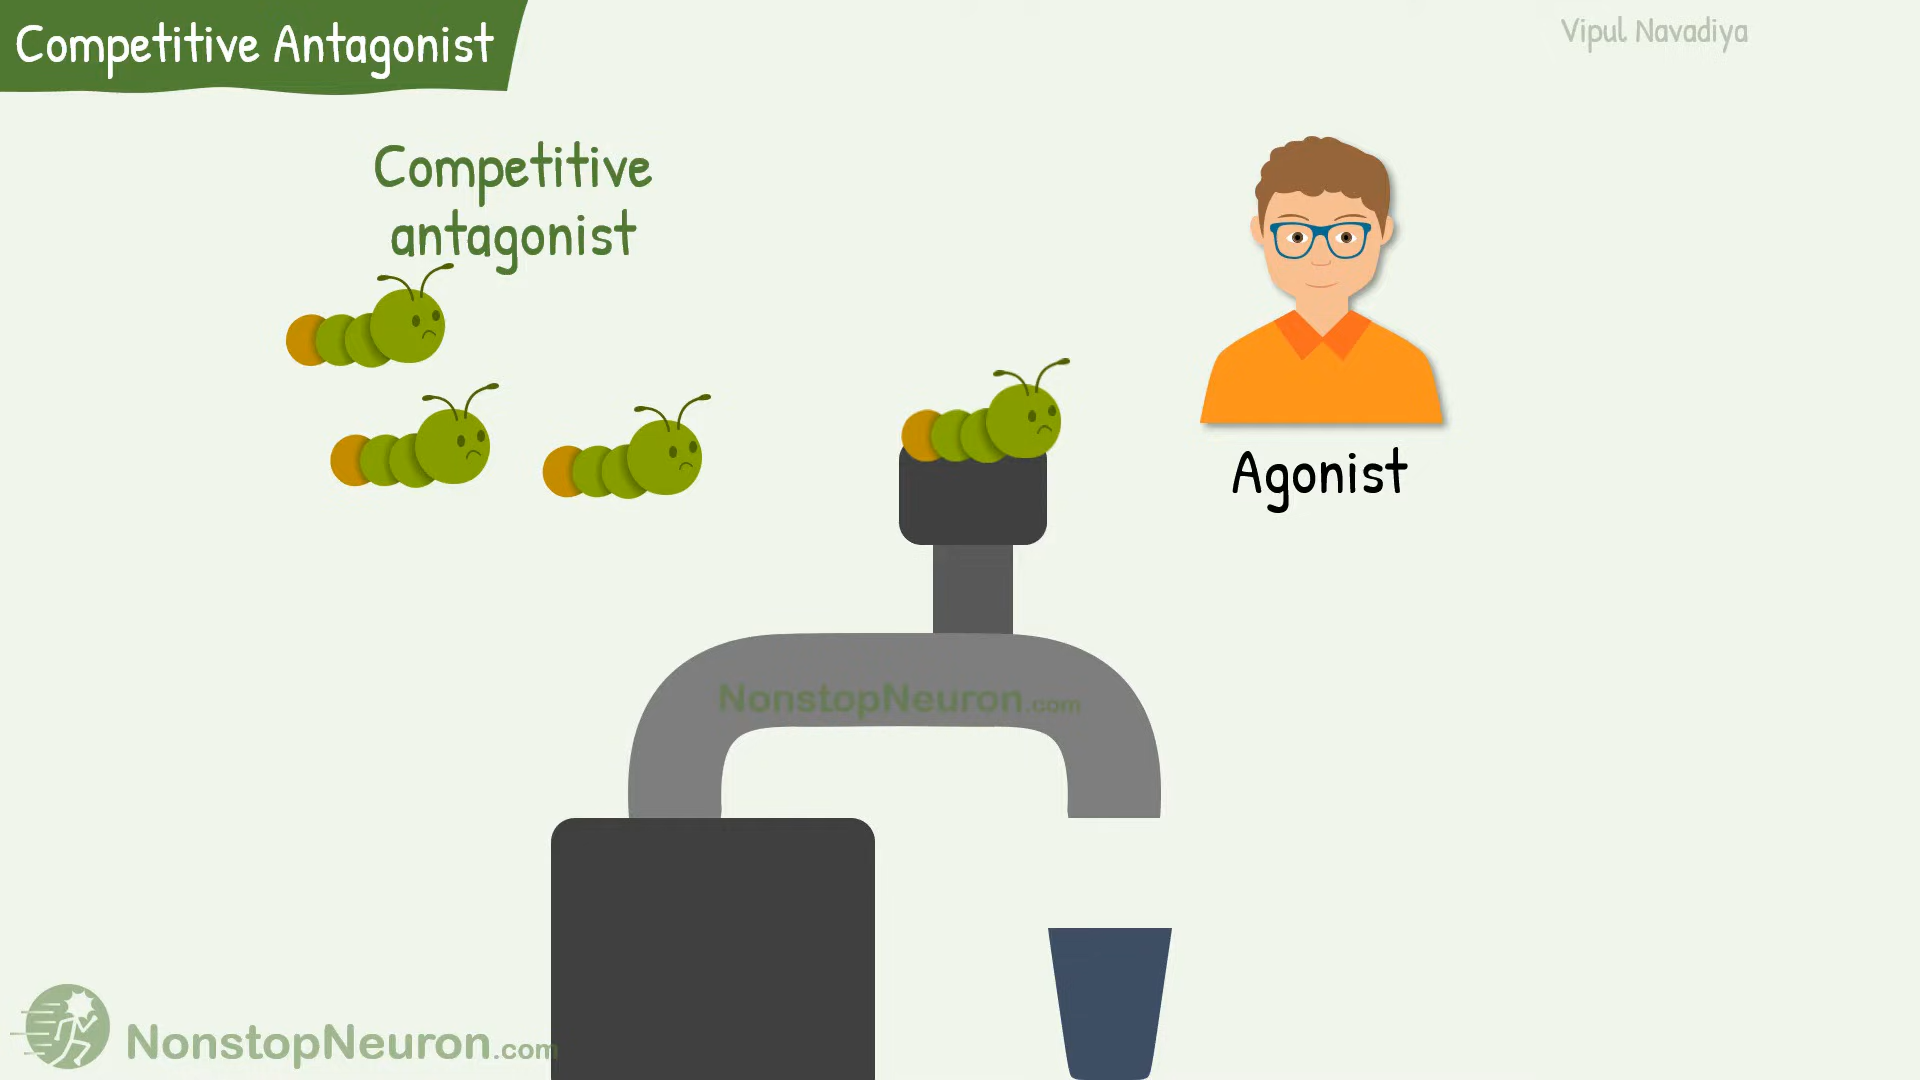 Competitive Antagonist
Vipul Navadiya
Competitive
antagonist
Agonist
NonstopNeuron.com
NonstopNeuron.com